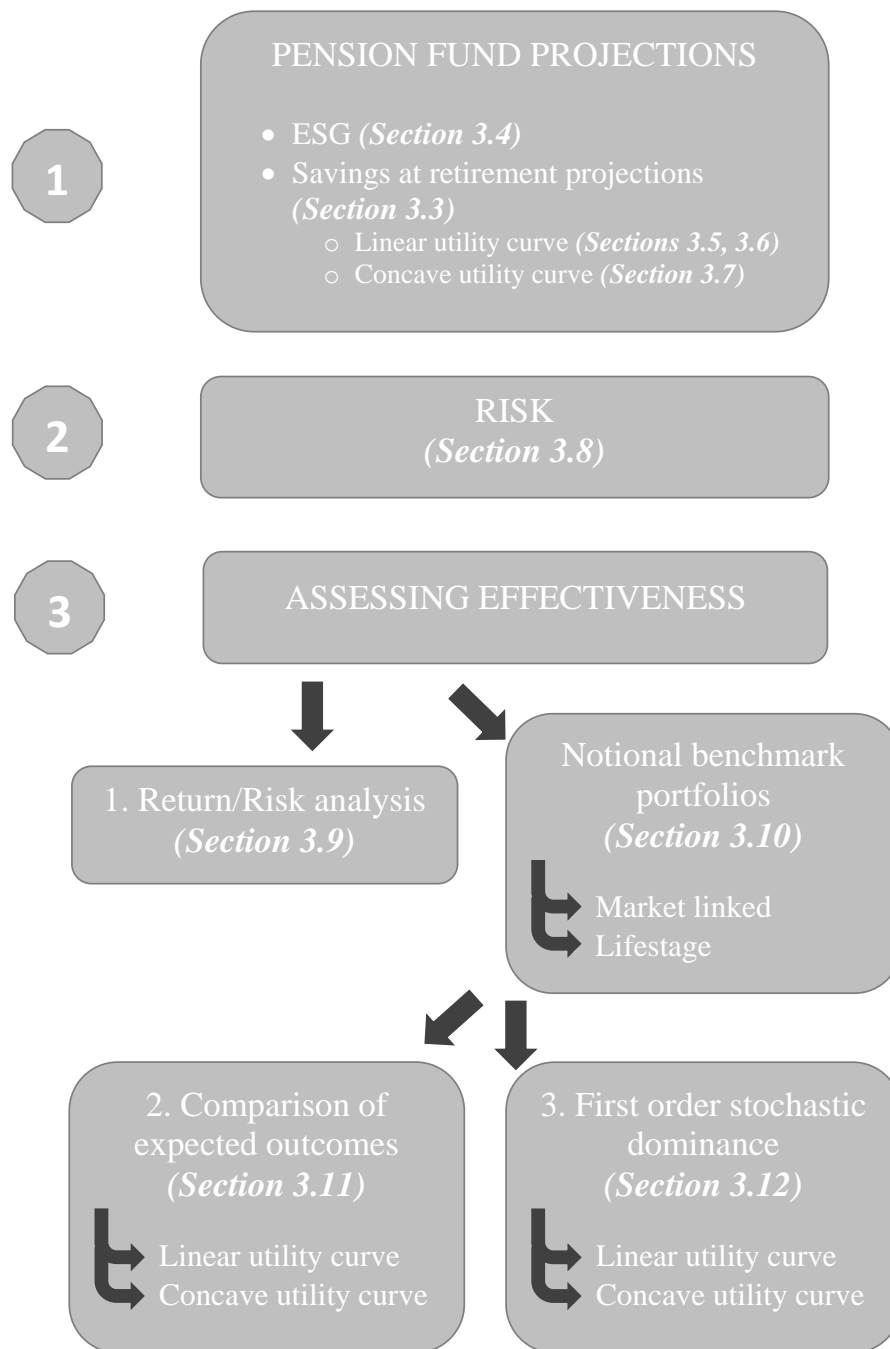 1
PENSION FUND PROJECTIONS
• ESG (Section 3.4)
• Savings at retirement projections
(Section 3.3)
o Linear utility curve (Sections 3.5, 3.6)
o Concave utility curve (Section 3.7)
2
RISK
(Section 3.8)
3
ASSESSING EFFECTIVENESS
1. Return/Risk analysis
(Section 3.9)
Notional benchmark
portfolios
(Section 3.10)
Market linked
Lifestage
2. Comparison of
expected outcomes
(Section 3.11)
Linear utility curve
Concave utility curve
3. First order stochastic
dominance
(Section 3.12)
Linear utility curve
Concave utility curve